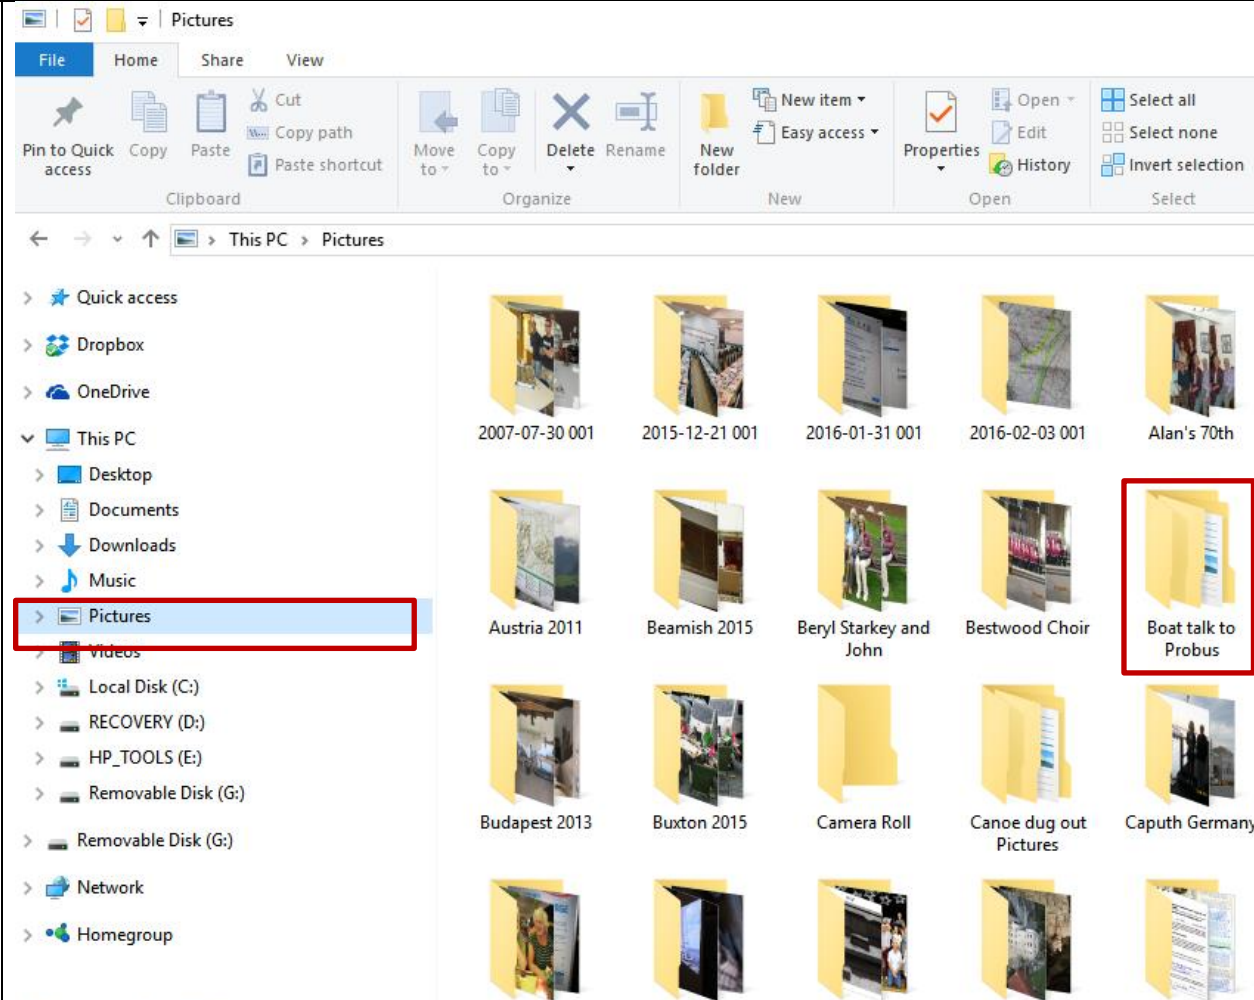 Pictures
File Home Share View
Pin to Quick access
Copy
Paste
Cut
Copy path
Paste shortcut
Clipboard
Move to
Copy to
Delete
Rename
Organize
New folder
New item
Easy access
New
Properties
Open
Edit
History
Open
Select all
Select none
Invert selection
Select
This PC > Pictures
Quick access
Dropbox
OneDrive
This PC
Desktop
Documents
Downloads
Music
Pictures
Videos
Local Disk (C:)
RECOVERY (D:)
HP_TOOLS (E:)
Removable Disk (G:)
Removable Disk (G:)
Network
Homegroup
2007-07-30 001
2015-12-21 001
2016-01-31 001
2016-02-03 001
Alan's 70th
Austria 2011
Beamish 2015
Beryl Starkey and
John
Bestwood Choir
Boat talk to
Probus
Budapest 2013
Buxton 2015
Camera Roll
Canoe dug out
Pictures
Caputh Germany